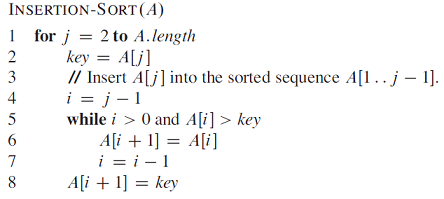 INSERTION-SORT(A)
1 for j = 2 to A.length
2 key = A[j]
3 // Insert A[j] into the sorted sequence A[1 . . j − 1].
4 i = j − 1
5 while i > 0 and A[i] > key
6 A[i + 1] = A[i]
7 i = i − 1
8 A[i + 1] = key